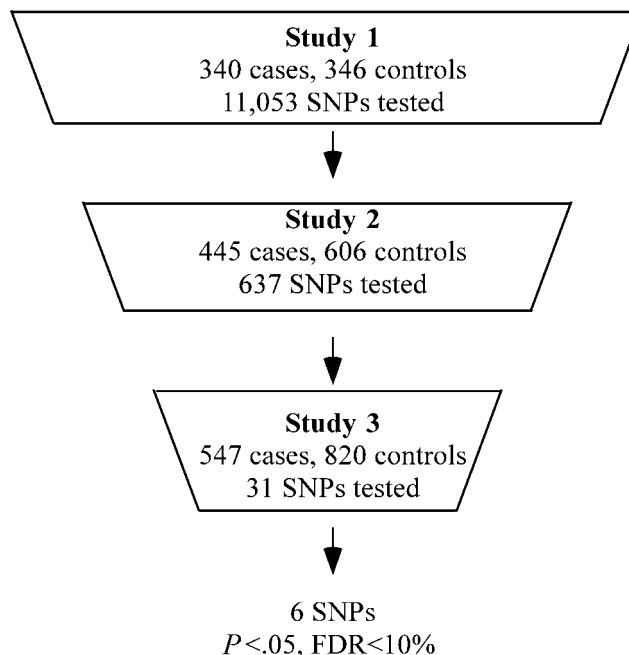 Study 1
340 cases, 346 controls
11,053 SNPs tested
Study 2
445 cases, 606 controls
637 SNPs tested
Study 3
547 cases, 820 controls
31 SNPs tested
6 SNPs
P<.05, FDR<10%